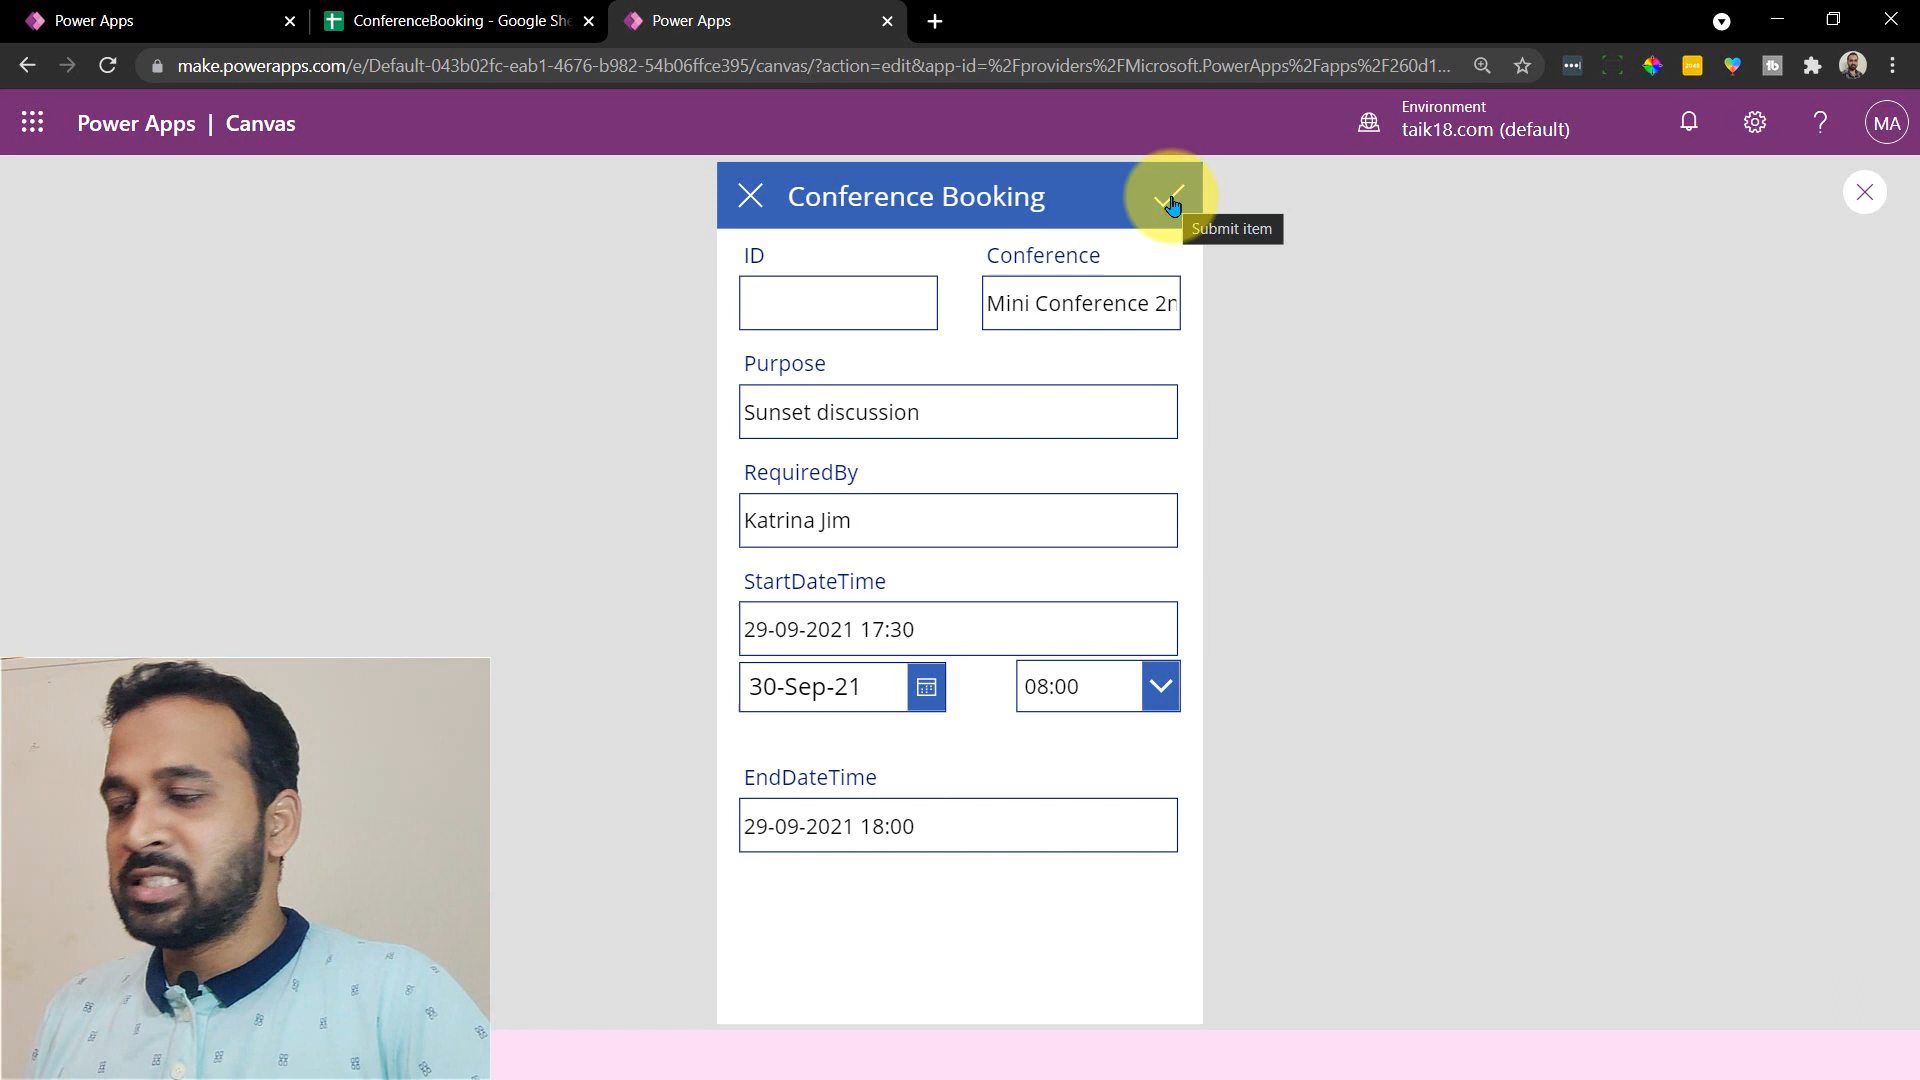 Power Apps
ConferenceBooking - Google She
Power Apps
make.powerapps.com/e/Default-043b02fc-eab1-4676-b982-54b06ffce395/canvas/?action=edit&app-id=%2Fproviders%2FMicrosoft.PowerApps%2Fapps%2F260d1...
Power Apps | Canvas
Environment
taik18.com (default)
MA
Conference Booking
Submit item
ID
Conference
Mini Conference 2n
Purpose
Sunset discussion
RequiredBy
Katrina Jim
StartDateTime
29-09-2021 17:30
30-Sep-21
08:00
EndDateTime
29-09-2021 18:00